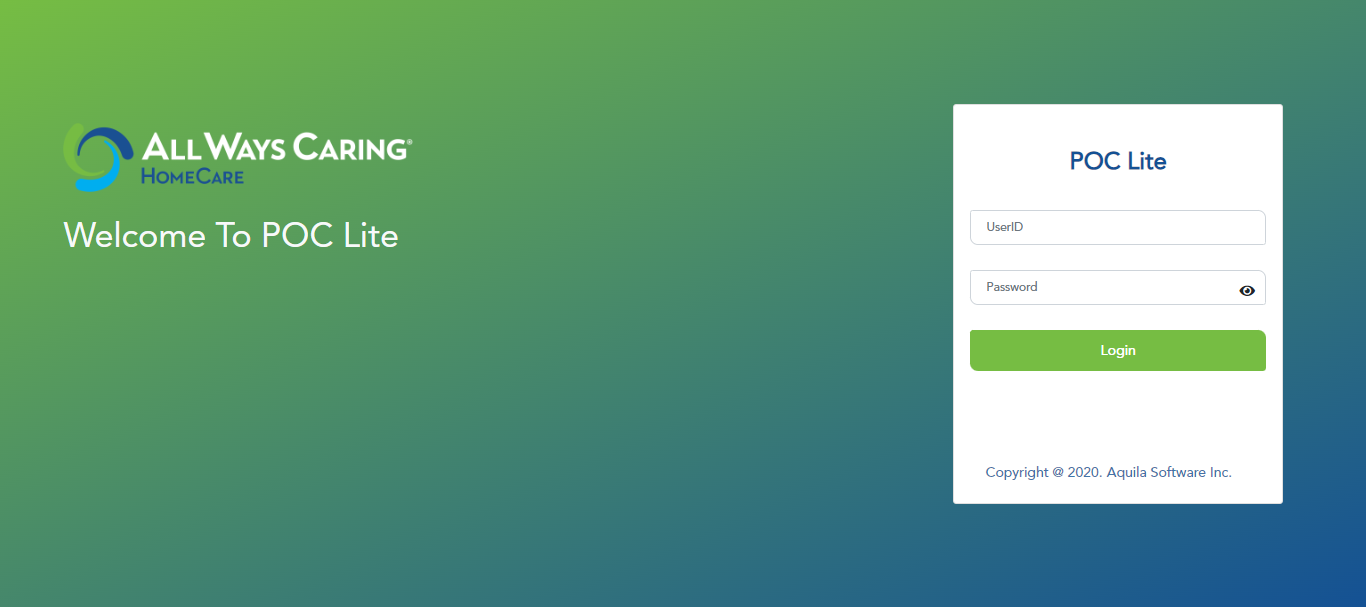 ALL WAYS CARING®
HOMECARE
Welcome To POC Lite
POC Lite
UserID
Password
Login
Copyright @ 2020. Aquila Software Inc.